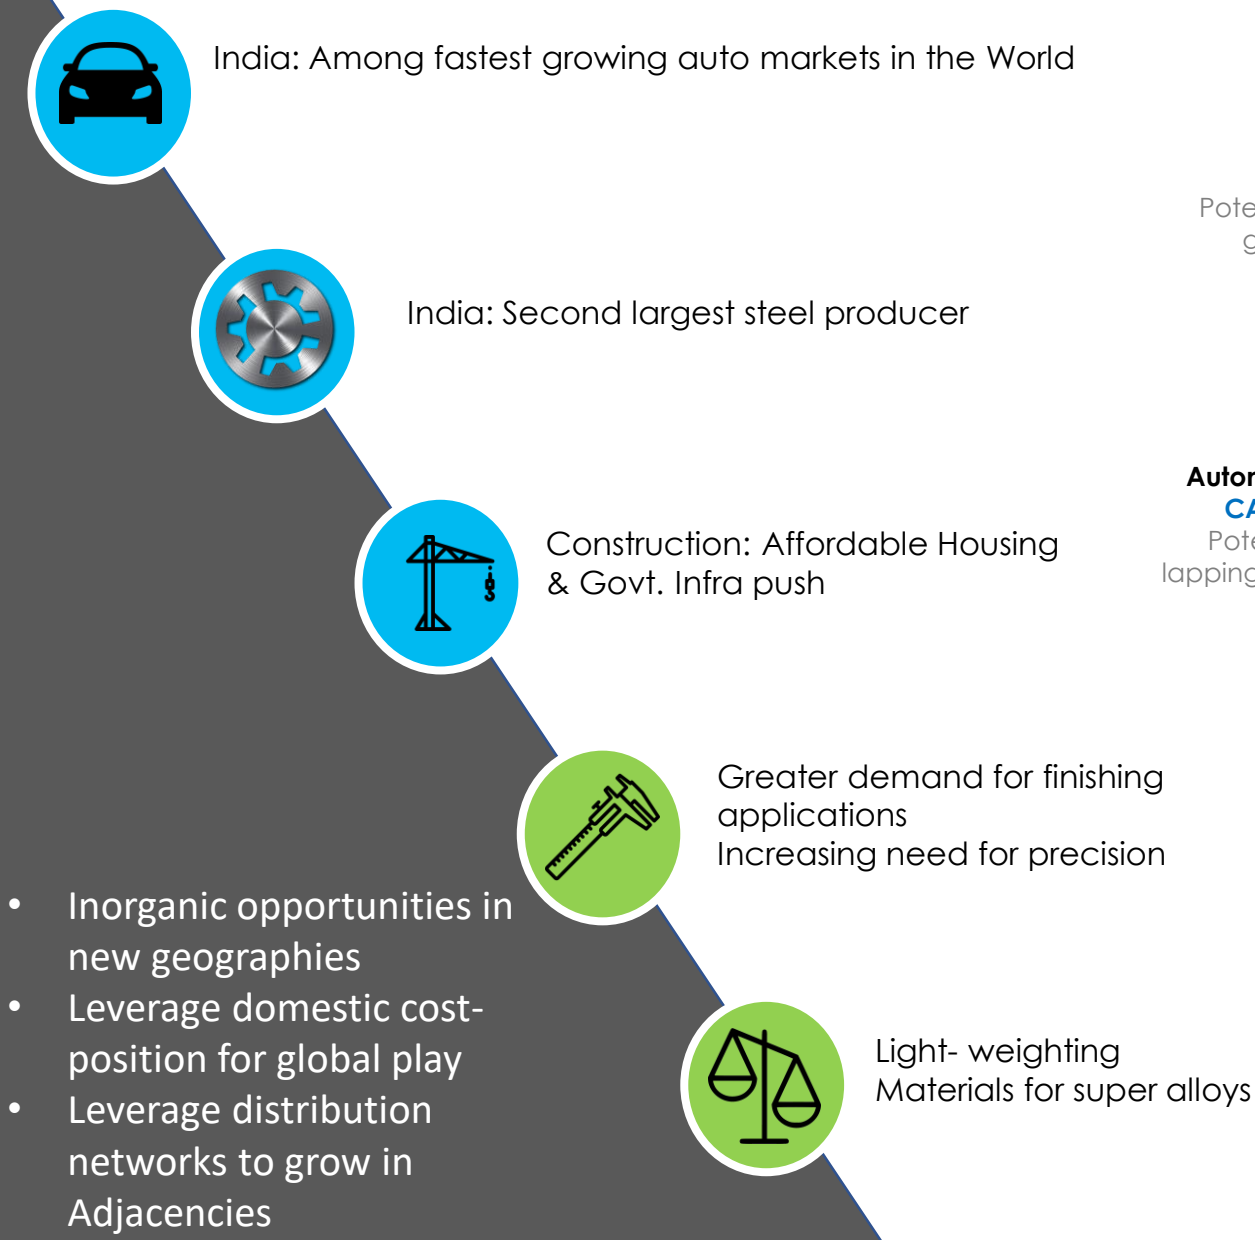 India: Among fastest growing auto markets in the World
India: Second largest steel producer
Construction: Affordable Housing
& Govt. Infra push
Greater demand for finishing
applications
Increasing need for precision
Light- weighting
Materials for super alloys
• Inorganic opportunities in
new geographies
• Leverage domestic cost-
position for global play
• Leverage distribution
networks to grow in
Adjacencies
lapping